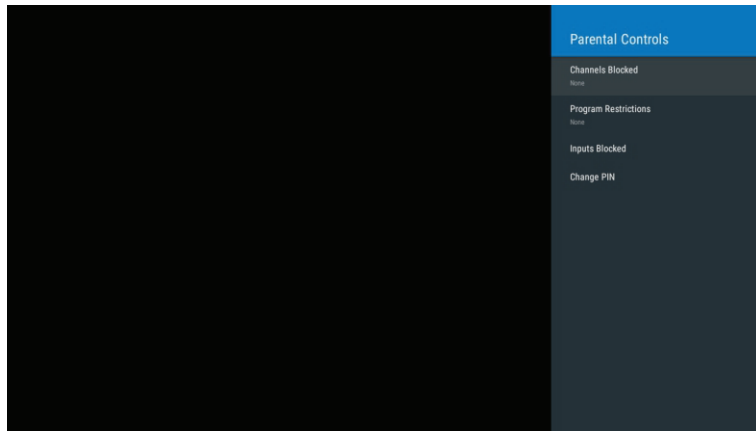 Parental Controls
Channels Blocked
None
Program Restrictions
None
Inputs Blocked
Change PIN